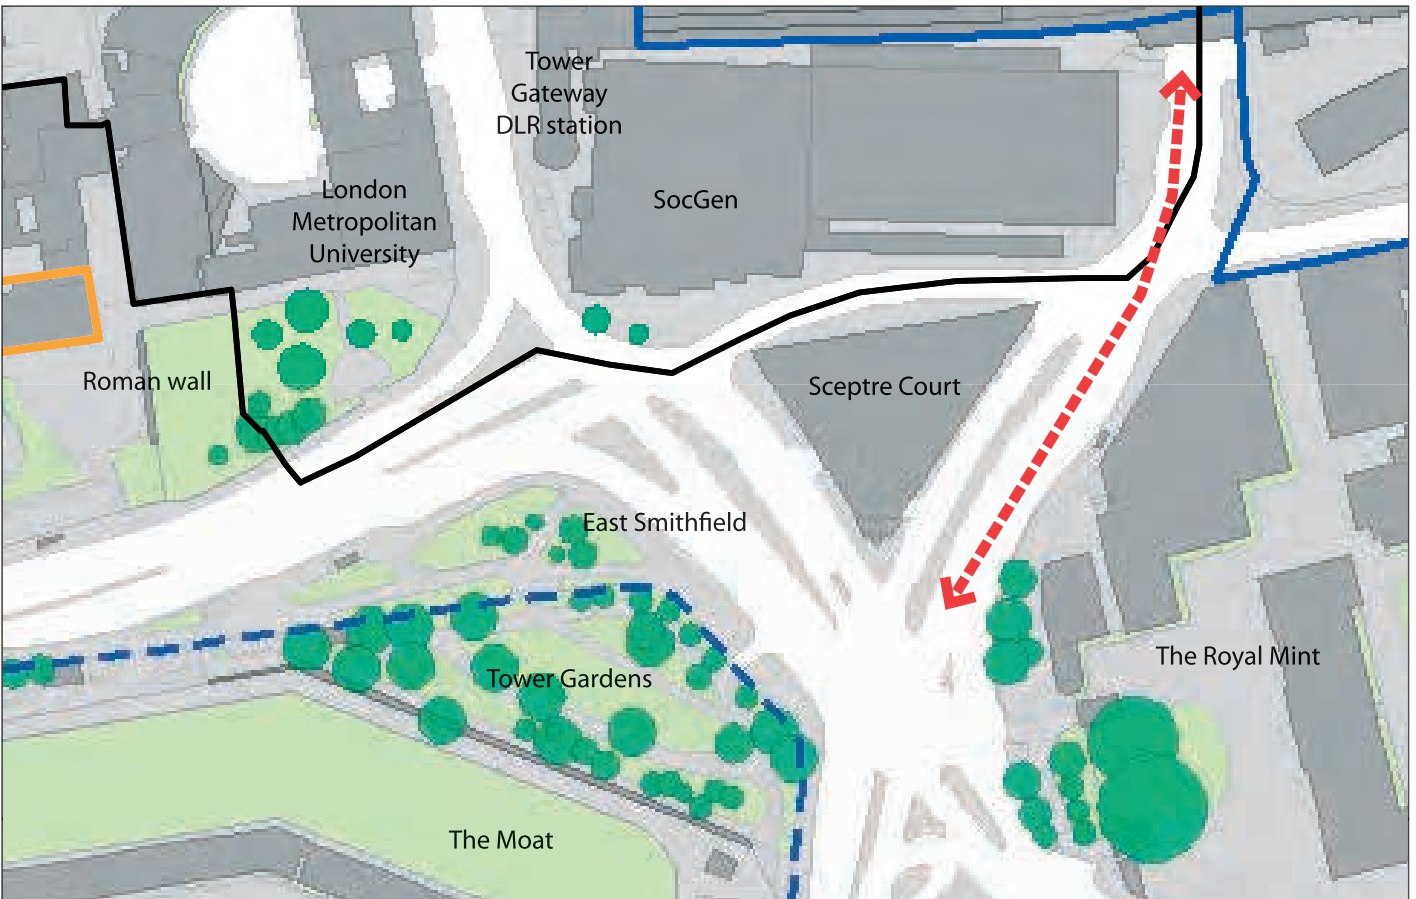 Tower
Gateway
DLR station
London
Metropolitan
University
SocGen
Roman wall
Sceptre Court
East Smithfield
Tower Gardens
The Royal Mint
The Moat